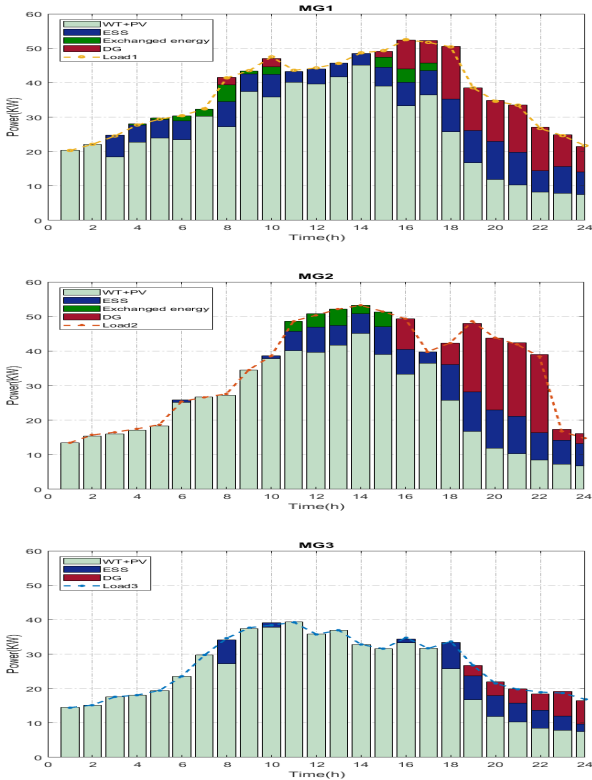 MG1
60
50
40
30
20
10
0
Power(KW)
WT+PV
ESS
Exchanged energy
DG
Load1
0 2 4 6 8 10 12 14 16 18 20 22 24
Time(h)
MG2
60
50
40
30
20
10
0
Power(KW)
WT+PV
ESS
Exchanged energy
DG
Load2
0 2 4 6 8 10 12 14 16 18 20 22 24
Time(h)
MG3
60
50
40
30
20
10
0
Power(KW)
WT+PV
ESS
DG
Load3
0 2 4 6 8 10 12 14 16 18 20 22 24
Time(h)